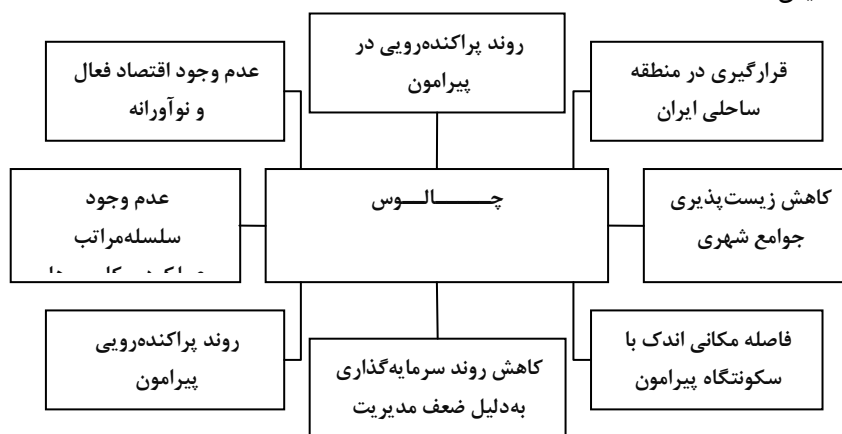 روند پراکنده‌رویی در
پیرامون
قرارگیری در منطقه
ساحلی ایران
عدم وجود اقتصاد فعال
و نوآورانه
کاهش زیست‌پذیری
جوامع شهری
چـــــالــوس
عدم وجود
سلسله‌مراتب
فاصله مکانی اندک با
سکونتگاه پیرامون
کاهش روند سرمایه‌گذاری
به‌دلیل ضعف مدیریت
روند پراکنده‌رویی
پیرامون